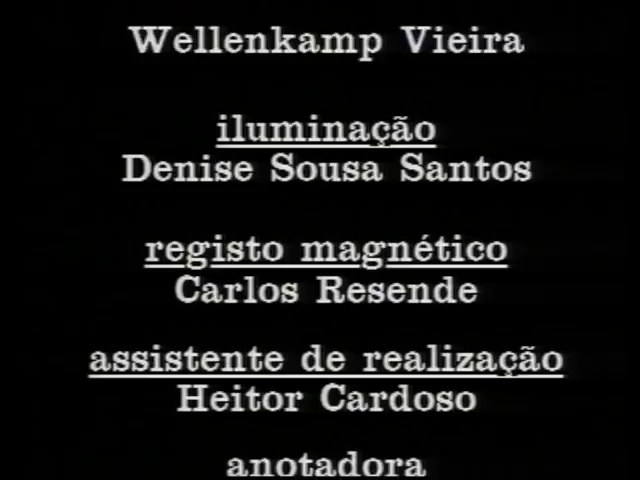 Wellenkamp Vieira
iluminação
Denise Sousa Santos
registo magnético
Carlos Resende
assistente de realização
Heitor Cardoso
anotadora